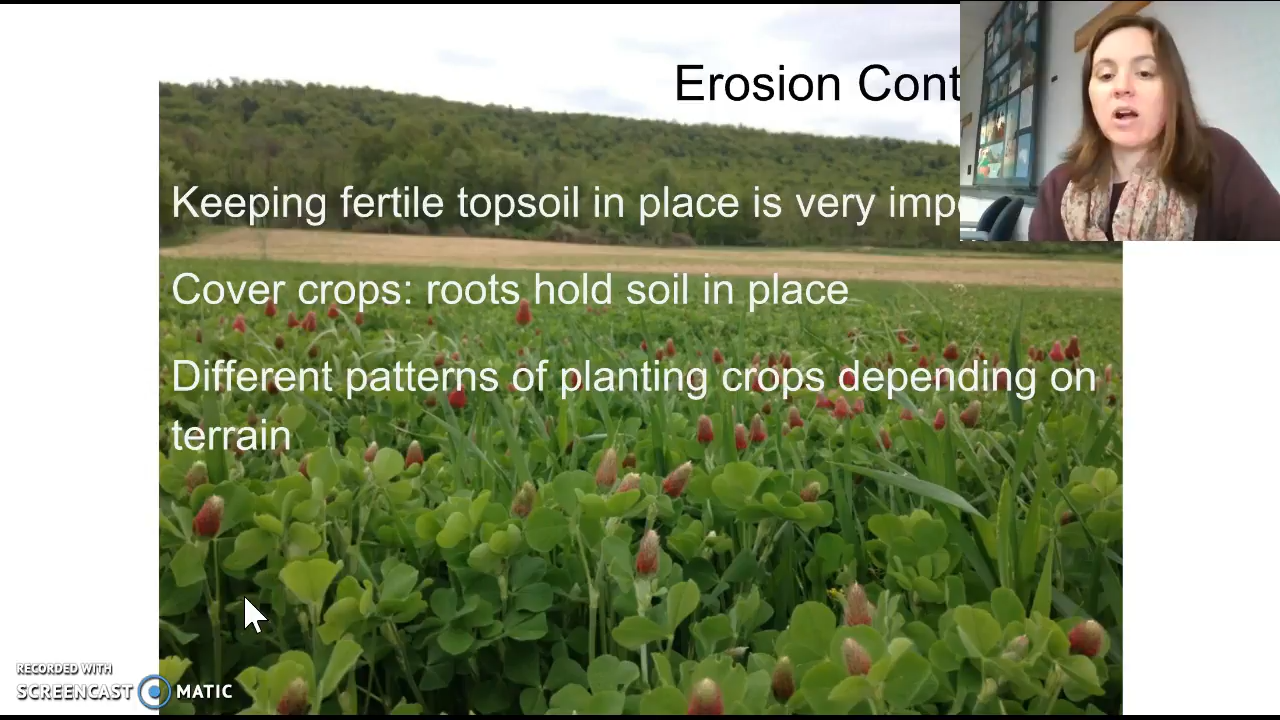 Erosion Cont
Keeping fertile topsoil in place is very imp
Cover crops: roots hold soil in place
Different patterns of planting crops depending on
terrain
RECORDED WITH
SCREENCAST MATIC